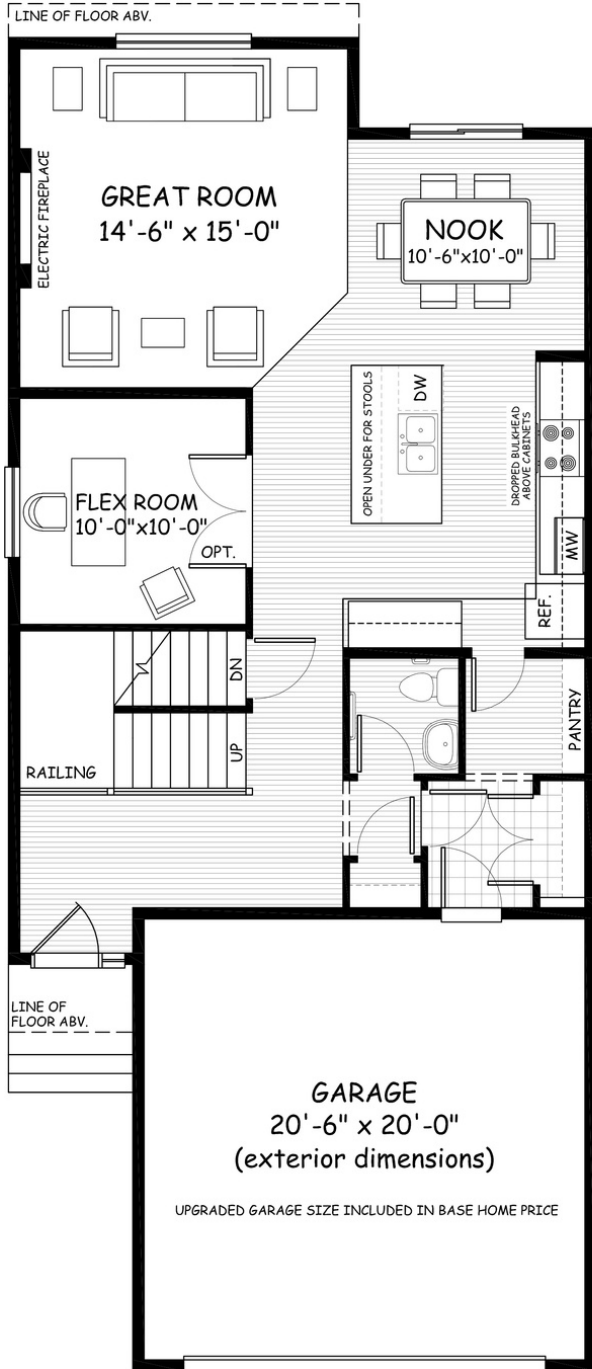 LINE OF FLOOR ABV.
ELECTRIC FIREPLACE
GREAT ROOM
14'-6" x 15'-0"
NOOK
10'-6"x10'-0"
OPEN UNDER FOR STOOLS
DW
DROPPED BULKHEAD
ABOVE CABINETS
MW
REF.
FLEX ROOM
10'-0"x10'-0"
OPT.
DN
UP
RAILING
PANTRY
LINE OF
FLOOR ABV.
GARAGE
20'-6" x 20'-0"
(exterior dimensions)
UPGRADED GARAGE SIZE INCLUDED IN BASE HOME PRICE